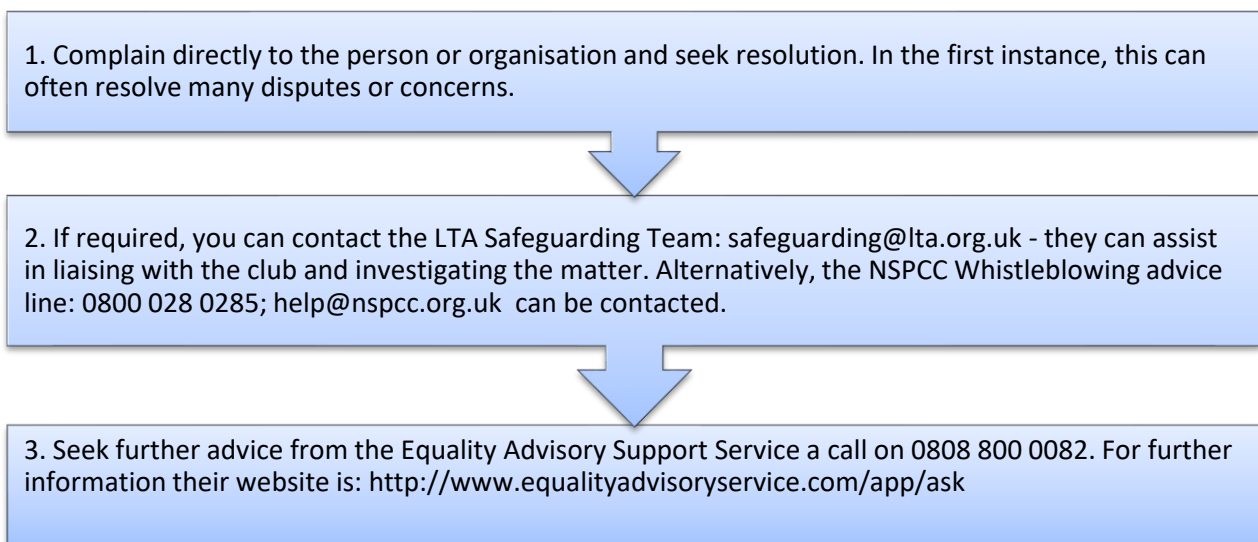 1. Complain directly to the person or organisation and seek resolution. In the first instance, this can
often resolve many disputes or concerns.
2. If required, you can contact the LTA Safeguarding Team: safeguarding@lta.org.uk - they can assist
in liaising with the club and investigating the matter. Alternatively, the NSPCC Whistleblowing advice
line: 0800 028 0285; help@nspcc.org.uk  can be contacted.
3. Seek further advice from the Equality Advisory Support Service a call on 0808 800 0082. For further
information their website is: http://www.equalityadvisoryservice.com/app/ask